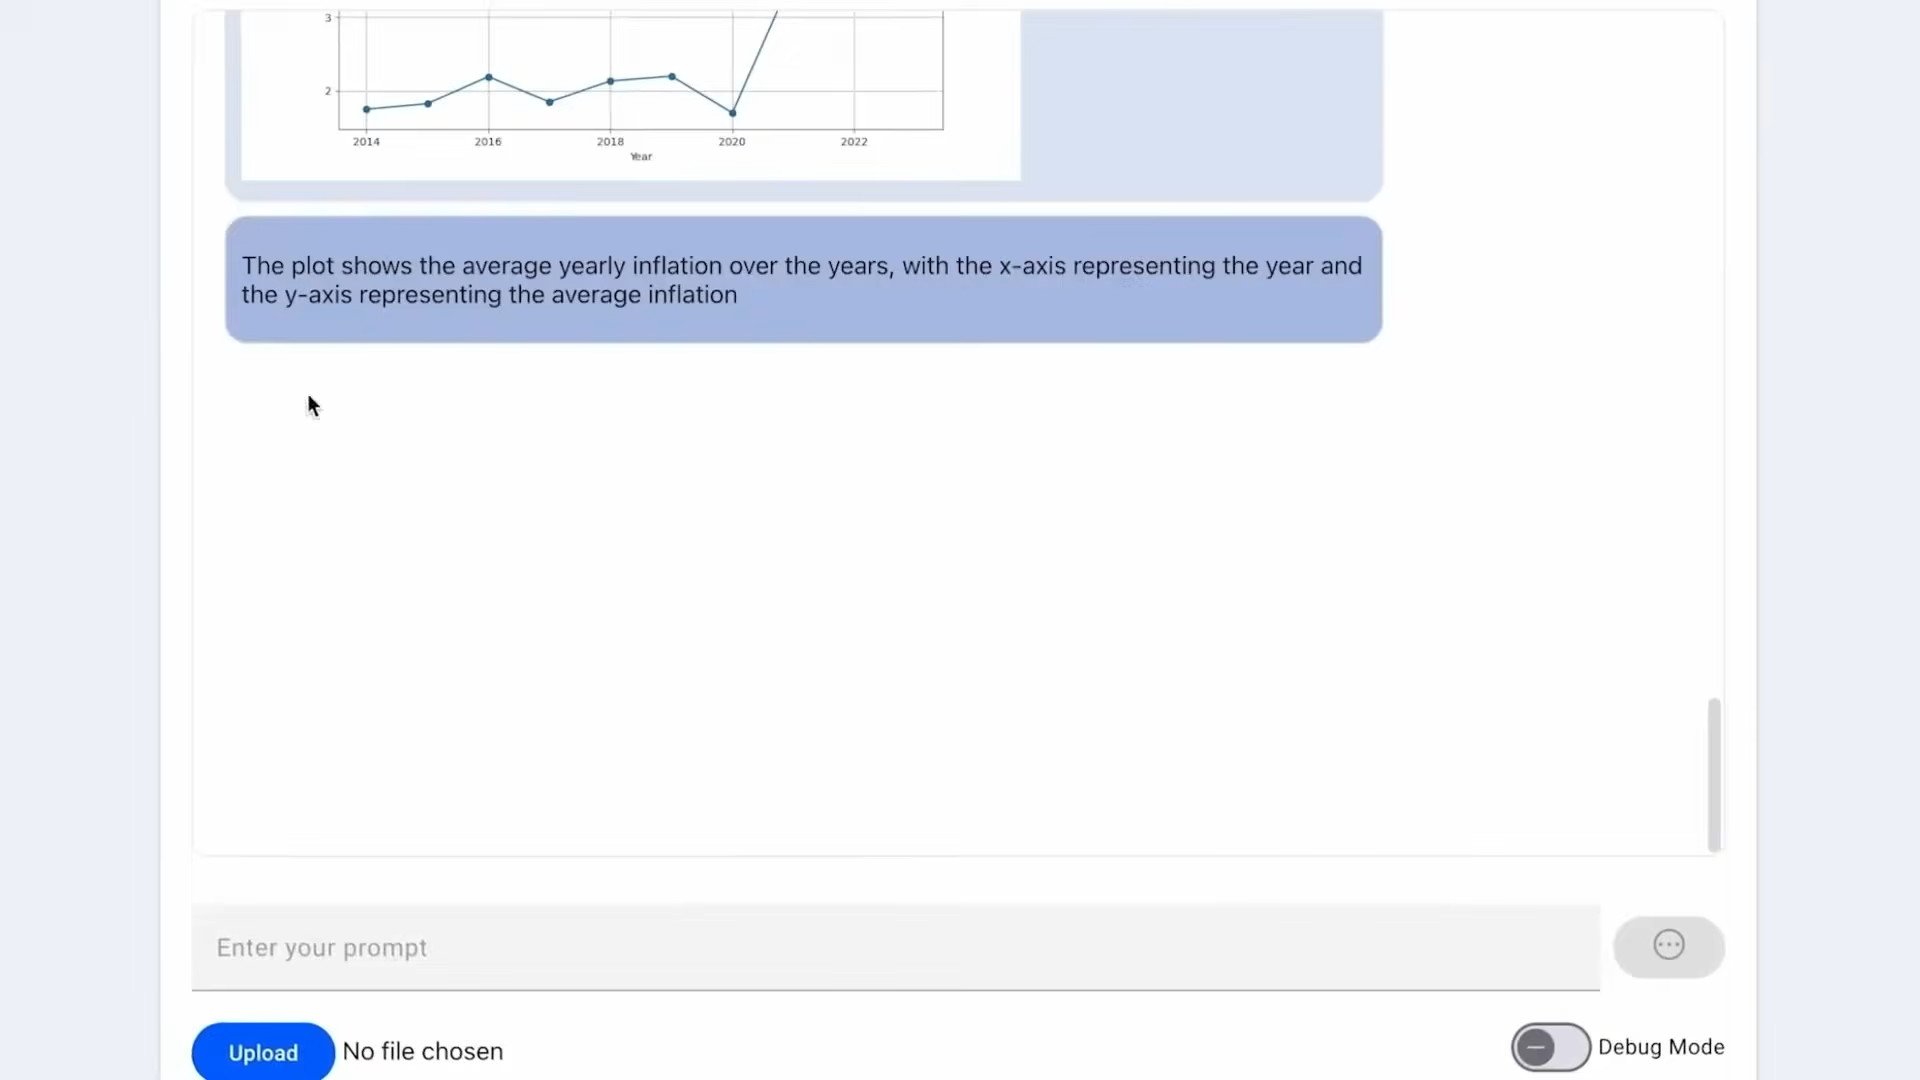 3
2
2014 2016 2018 2020 2022
Year
The plot shows the average yearly inflation over the years, with the x-axis representing the year and
the y-axis representing the average inflation
Enter your prompt
Upload No file chosen
Debug Mode